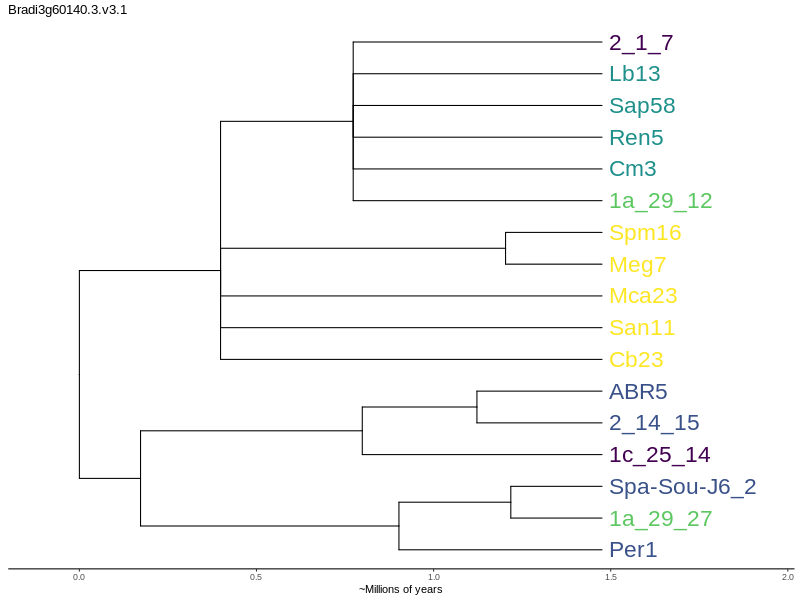 Bradi3g60140.3.v3.1
2_1_7
Lb13
Sap58
Ren5
Cm3
1a_29_12
Spm16
Meg7
Mca23
San11
Cb23
ABR5
2_14_15
1c_25_14
Spa-Sou-J6_2
1a_29_27
Per1
0.0 0.5 1.0 1.5 2.0
~Millions of years